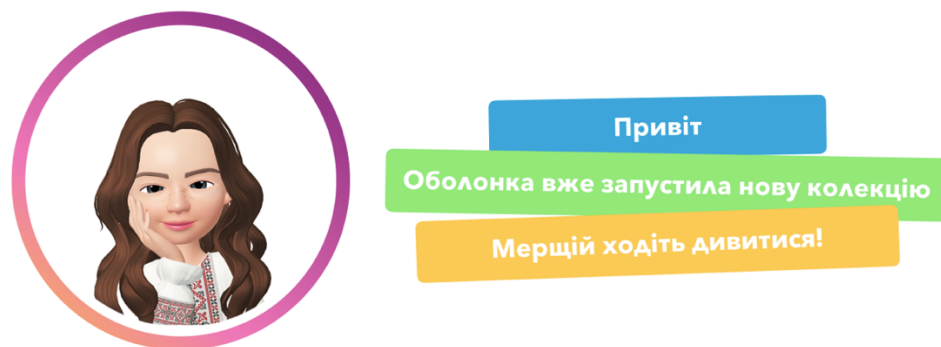 Привіт
Оболонка вже запустила нову колекцію
Мерщій ходіть дивитися!